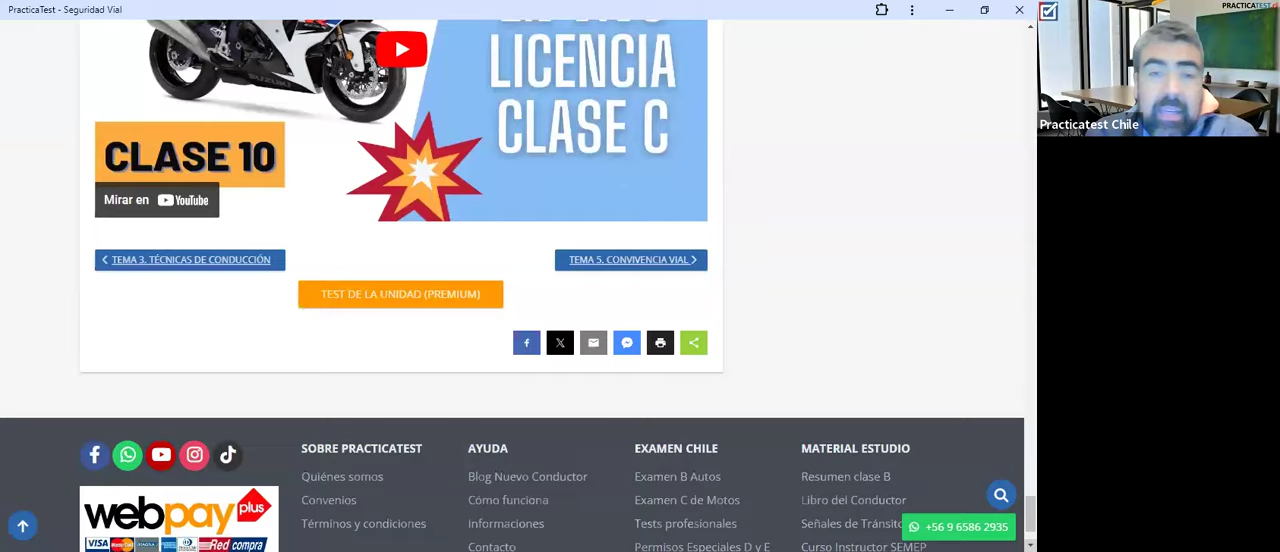 PracticaTest - Seguridad Vial
PRACTICATEST.
LICENCIA
CLASE C
SUZUKI
CLASE 10
Mirar en YouTube
Practicatest Chile
TEMA 3. TÉCNICAS DE CONDUCCIÓN
TEMA 5. CONVIVENCIA VIAL
TEST DE LA UNIDAD (PREMIUM)
SOBRE PRACTICATEST
Quiénes somos
Convenios
Términos y condiciones
AYUDA
Blog Nuevo Conductor
Cómo funciona
Informaciones
Contacto
EXAMEN CHILE
Examen B Autos
Examen C de Motos
Tests profesionales
Permisos Especiales D y E
MATERIAL ESTUDIO
Resumen clase B
Libro del Conductor
Señales de Tránsito
Curso Instructor SEMEP
+56 9 6586 2935
webpay plus
VISA
Red compra